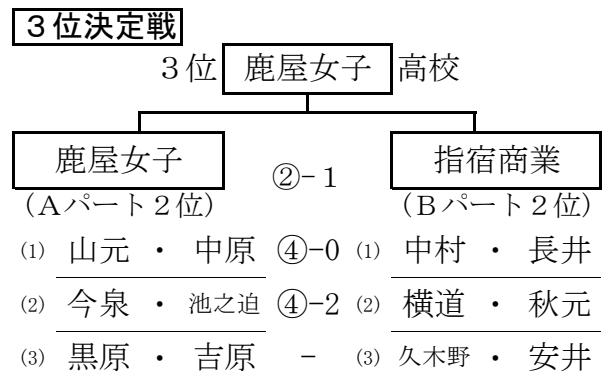 3位決定戦
3位 鹿屋女子 高校
鹿屋女子 ②-1 指宿商業
(Aパート2位) (Bパート2位)
(1) 山元 ・ 中原 ④-0 (1) 中村 ・ 長井
(2) 今泉 ・ 池之迫 ④-2 (2) 横道 ・ 秋元
(3) 黒原 ・ 吉原 - (3) 久木野 ・ 安井